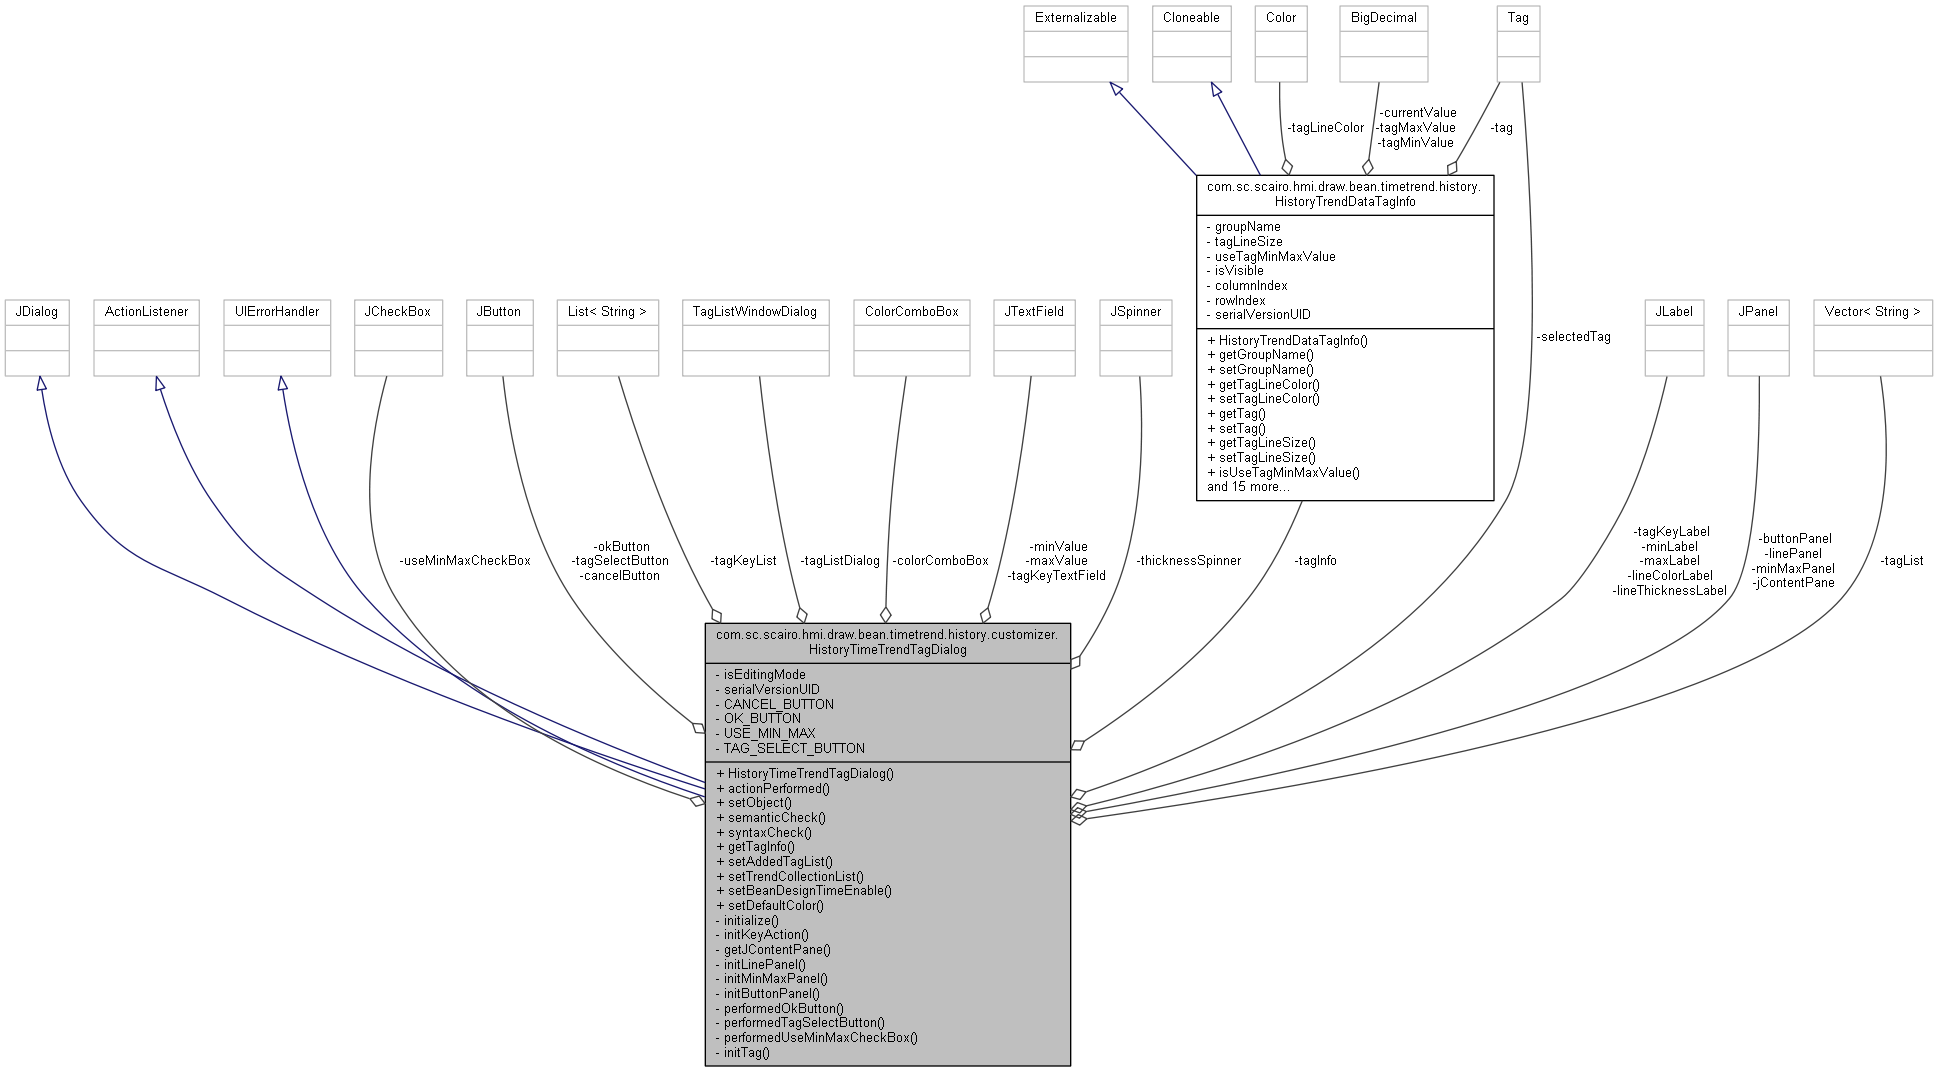 Externalizable
Cloneable
Color
BigDecimal
Tag
-tagLineColor
-currentValue
-tagMaxValue
-tagMinValue
-tag
com.sc.scairo.hmi.draw.bean.timetrend.history.
HistoryTrendDataTagInfo
- groupName
- tagLineSize
- useTagMinMaxValue
- isVisible
- columnIndex
- rowIndex
- serialVersionUID
+ HistoryTrendDataTagInfo()
+ getGroupName()
+ setGroupName()
+ getTagLineColor()
+ setTagLineColor()
+ getTag()
+ setTag()
+ getTagLineSize()
+ setTagLineSize()
+ isUseTagMinMaxValue()
and 15 more...
JDialog
ActionListener
UIErrorHandler
JCheckBox
JButton
List< String >
TagListWindowDialog
ColorComboBox
JTextField
JSpinner
-selectedTag
JLabel
JPanel
Vector< String >
-useMinMaxCheckBox
-okButton
-tagSelectButton
-cancelButton
-tagKeyList
-tagListDialog
-colorComboBox
-minValue
-maxValue
-tagKeyTextField
-thicknessSpinner
-tagInfo
-tagKeyLabel
-minLabel
-maxLabel
-lineColorLabel
-lineThicknessLabel
-buttonPanel
-linePanel
-minMaxPanel
-jContentPane
-tagList
com.sc.scairo.hmi.draw.bean.timetrend.history.customizer.
HistoryTimeTrendTagDialog
- isEditingMode
- serialVersionUID
- CANCEL_BUTTON
- OK_BUTTON
- USE_MIN_MAX
- TAG_SELECT_BUTTON
+ HistoryTimeTrendTagDialog()
+ actionPerformed()
+ setObject()
+ semanticCheck()
+ syntaxCheck()
+ getTagInfo()
+ setAddedTagList()
+ setTrendCollectionList()
+ setBeanDesignTimeEnable()
+ setDefaultColor()
- initialize()
- initKeyAction()
- getJContentPane()
- initLinePanel()
- initMinMaxPanel()
- initButtonPanel()
- performedOkButton()
- performedTagSelectButton()
- performedUseMinMaxCheckBox()
- initTag()